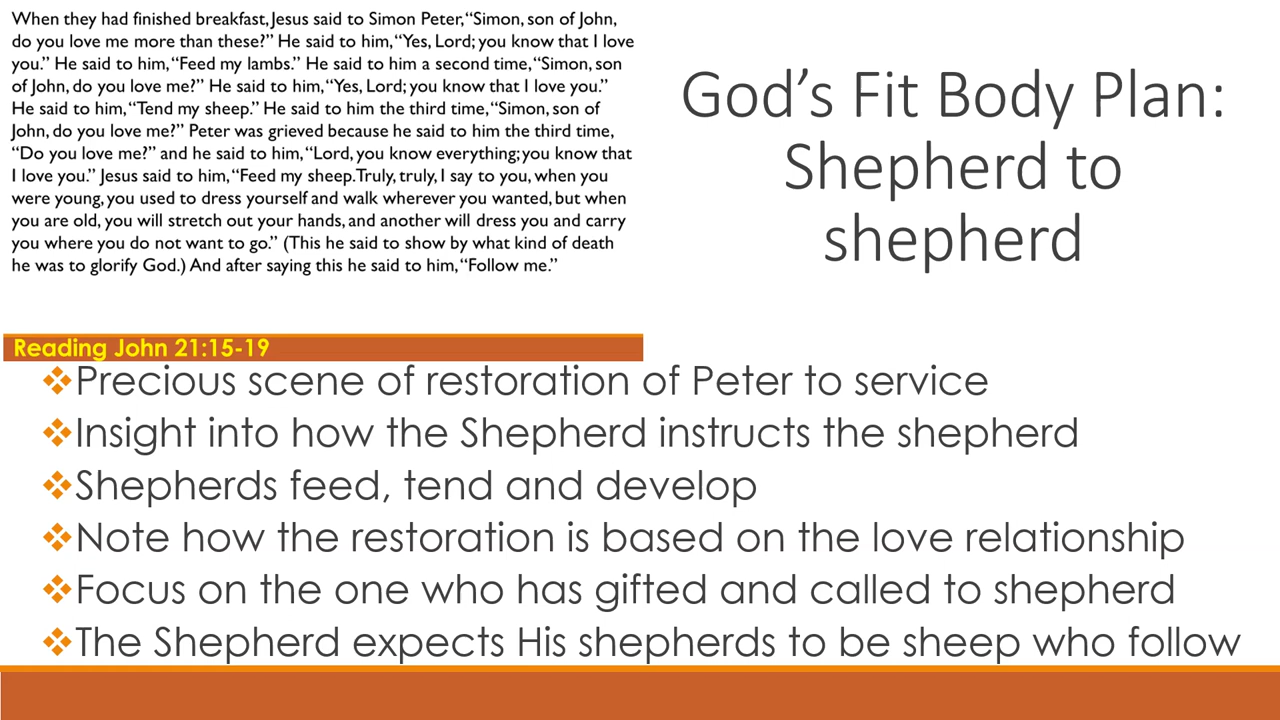 When they had finished breakfast, Jesus said to Simon Peter, “Simon, son of John,
do you love me more than these?” He said to him, “Yes, Lord; you know that I love
you.” He said to him, “Feed my lambs.” He said to him a second time, “Simon, son
of John, do you love me?” He said to him, “Yes, Lord; you know that I love you.”
He said to him, “Tend my sheep.” He said to him the third time, “Simon, son of
John, do you love me?” Peter was grieved because he said to him the third time,
“Do you love me?” and he said to him, “Lord, you know everything; you know that
I love you.” Jesus said to him, “Feed my sheep. Truly, truly, I say to you, when you
were young, you used to dress yourself and walk wherever you wanted, but when
you are old, you will stretch out your hands, and another will dress you and carry
you where you do not want to go.” (This he said to show by what kind of death
he was to glorify God.) And after saying this he said to him, “Follow me.”
God’s Fit Body Plan:
Shepherd to
shepherd
Reading John 21:15-19
❖Precious scene of restoration of Peter to service
❖Insight into how the Shepherd instructs the shepherd
❖Shepherds feed, tend and develop
❖Note how the restoration is based on the love relationship
❖Focus on the one who has gifted and called to shepherd
❖The Shepherd expects His shepherds to be sheep who follow